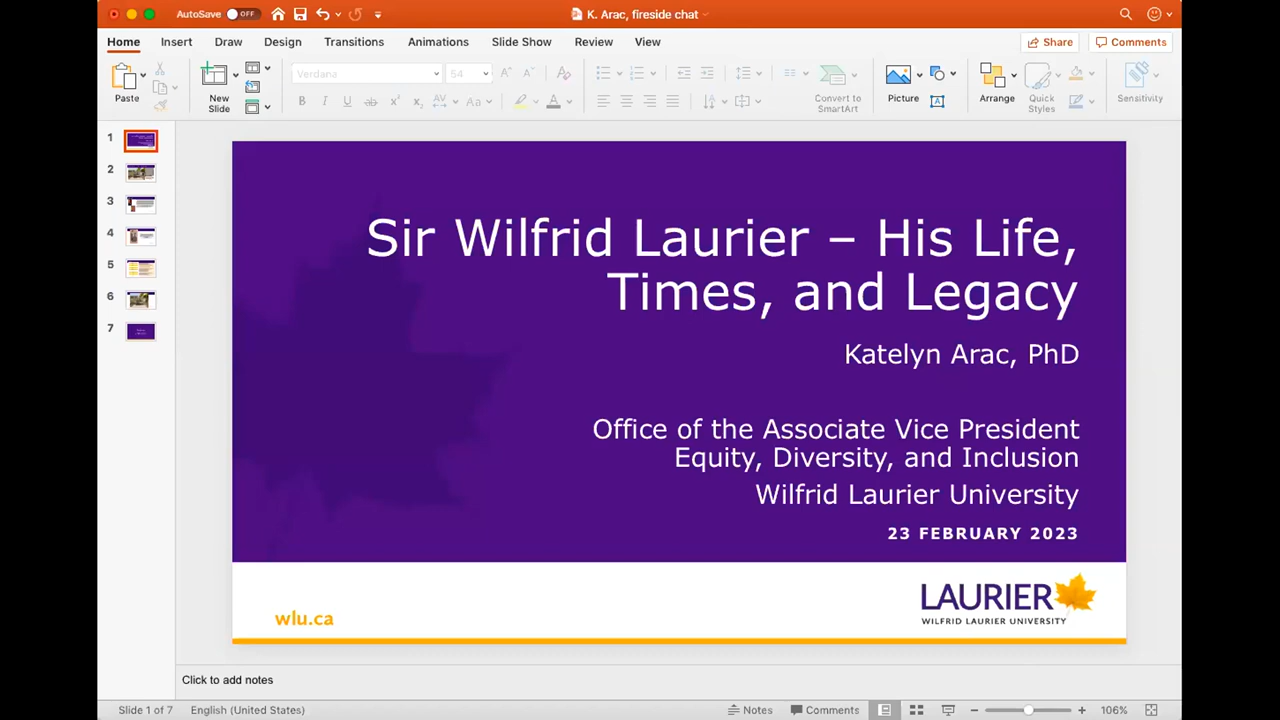 AutoSave OFF
K. Arac, fireside chat
Home Insert Draw Design Transitions Animations Slide Show Review View
Share Comments
Paste
New
Slide
Verdana 54
Convert to
SmartArt
Picture
Arrange
Quick
Styles
Sensitivity
1
2
3
4
5
6
7
Sir Wilfrid Laurier – His Life,
Times, and Legacy
Katelyn Arac, PhD
Office of the Associate Vice President
Equity, Diversity, and Inclusion
Wilfrid Laurier University
23 FEBRUARY 2023
wlu.ca
LAURIER
WILFRID LAURIER UNIVERSITY
Click to add notes
Slide 1 of 7 English (United States) Notes Comments 106%